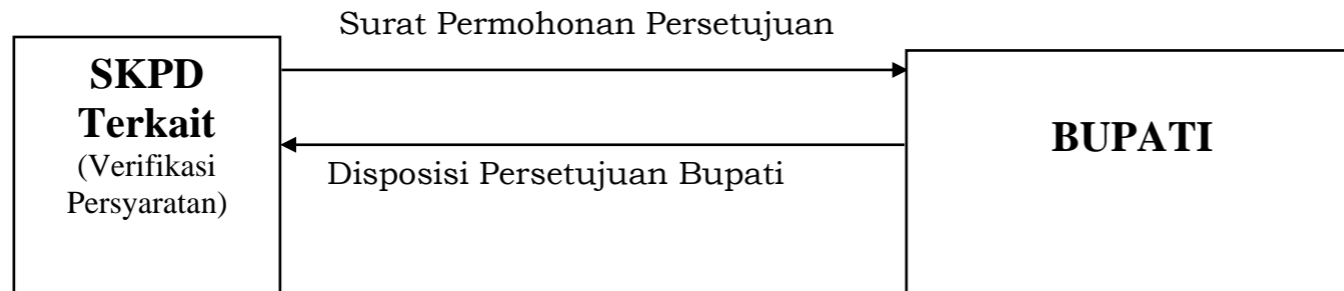 Surat Permohonan Persetujuan
SKPD
Terkait
(Verifikasi
Persyaratan)
BUPATI
Disposisi Persetujuan Bupati